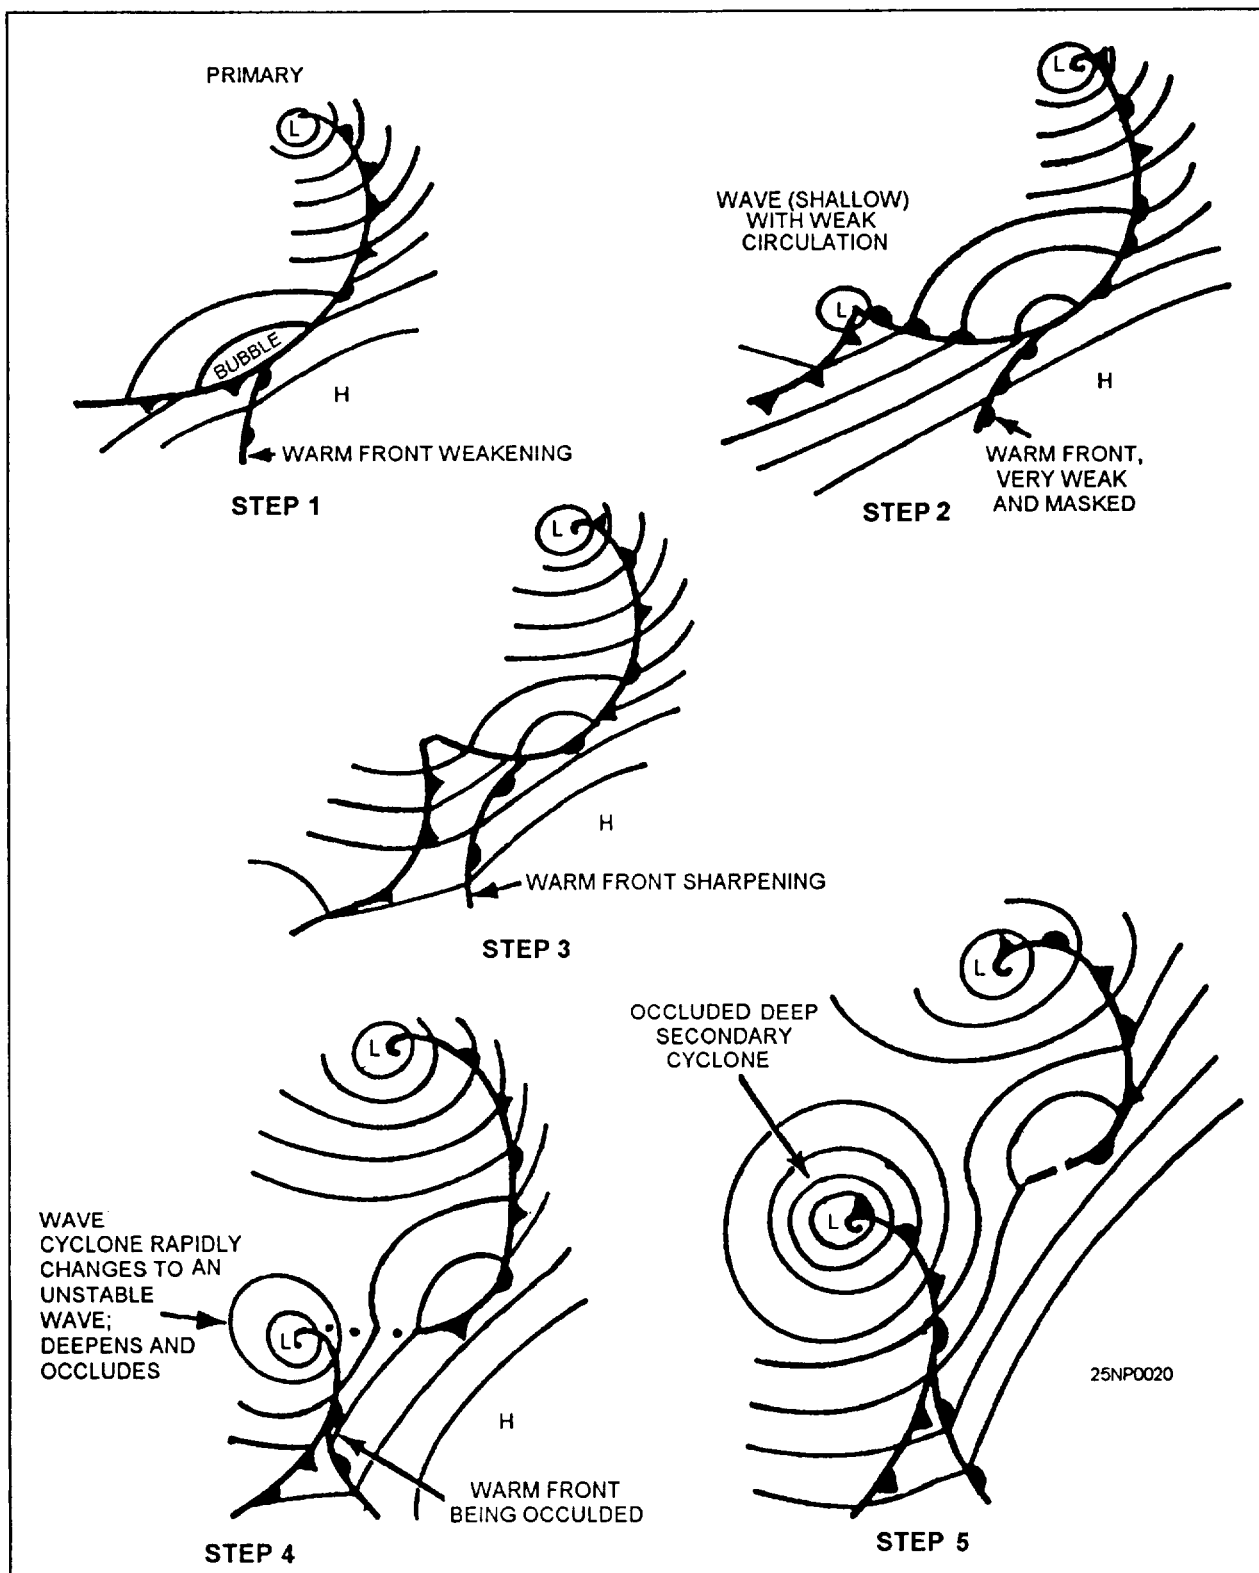 PRIMARY
L
BUBBLE
H
WARM FRONT WEAKENING
STEP 1
L
WAVE (SHALLOW)
WITH WEAK
CIRCULATION
L
H
WARM FRONT,
VERY WEAK
AND MASKED
STEP 2
L
H
WARM FRONT SHARPENING
STEP 3
L
WAVE
CYCLONE RAPIDLY
CHANGES TO AN
UNSTABLE
WAVE;
DEEPENS AND
OCCLUDES
L
H
WARM FRONT
BEING OCCULDED
STEP 4
L
OCCLUDED DEEP
SECONDARY
CYCLONE
L
25NP0020
STEP 5